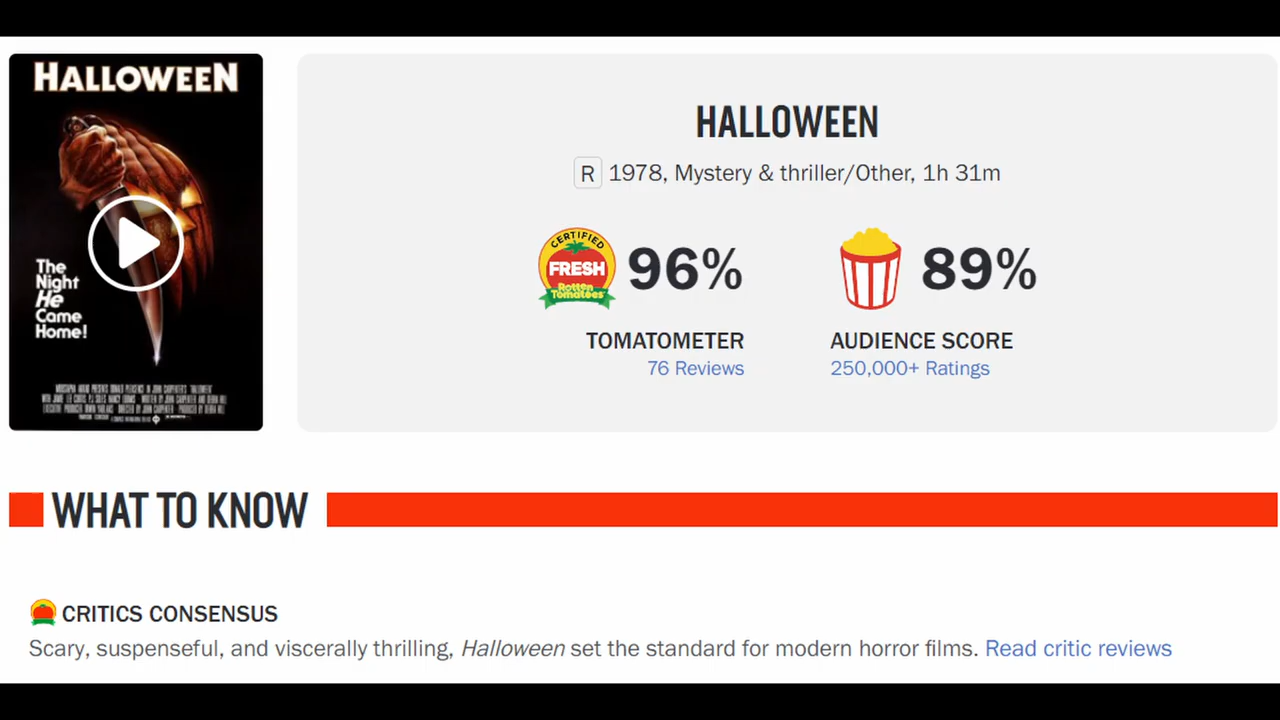 HALLOWEEN
The
Night
He
Came
Home!
HALLOWEEN
R 1978, Mystery & thriller/Other, 1h 31m
CERTIFIED
FRESH
Rotten
Tomatoes
96%
89%
TOMATOMETER
AUDIENCE SCORE
76 Reviews
250,000+ Ratings
WHAT TO KNOW
CRITICS CONSENSUS
Scary, suspenseful, and viscerally thrilling, Halloween set the standard for modern horror films. Read critic reviews